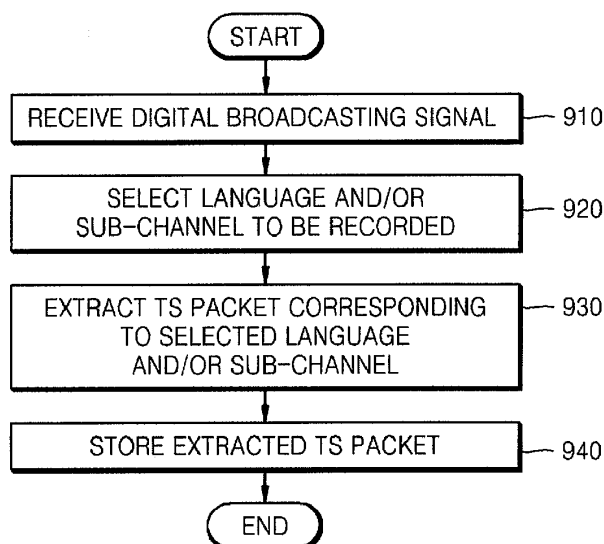 START
RECEIVE DIGITAL BROADCASTING SIGNAL
910
SELECT LANGUAGE AND/OR
SUB-CHANNEL TO BE RECORDED
920
EXTRACT TS PACKET CORRESPONDING
TO SELECTED LANGUAGE
AND/OR SUB-CHANNEL
930
STORE EXTRACTED TS PACKET
940
END